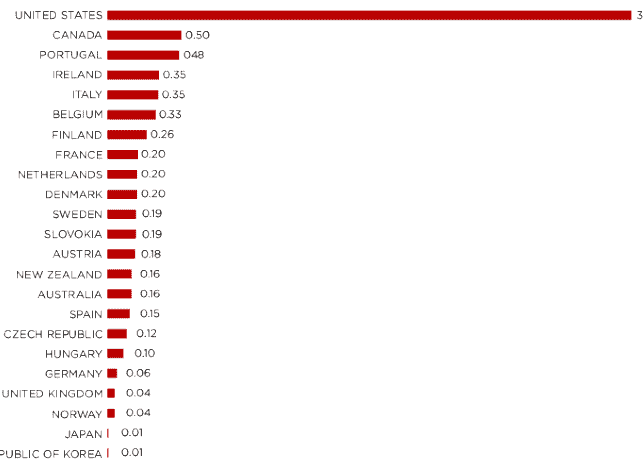 UNITED STATES 3
CANADA 0.50
PORTUGAL 048
IRELAND 0.35
ITALY 0.35
BELGIUM 0.33
FINLAND 0.26
FRANCE 0.20
NETHERLANDS 0.20
DENMARK 0.20
SWEDEN 0.19
SLOVOKIA 0.19
AUSTRIA 0.18
NEW ZEALAND 0.16
AUSTRALIA 0.16
SPAIN 0.15
CZECH REPUBLIC 0.12
HUNGARY 0.10
GERMANY 0.06
UNITED KINGDOM 0.04
NORWAY 0.04
JAPAN 0.01
PUBLIC OF KOREA 0.01